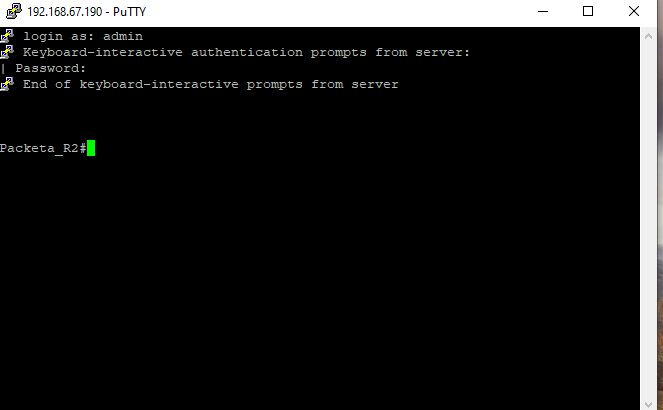 192.168.67.190 - PuTTY
login as: admin
Keyboard-interactive authentication prompts from server:
| Password:
End of keyboard-interactive prompts from server
Packeta_R2#